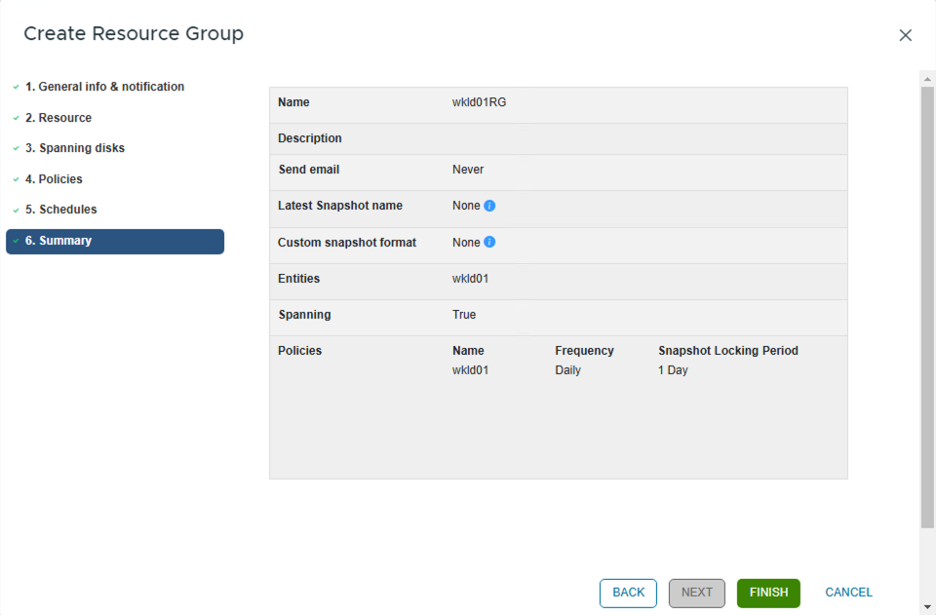 Create Resource Group
1. General info & notification
2. Resource
3. Spanning disks
4. Policies
5. Schedules
6. Summary
Name wkld01RG
Description
Send email Never
Latest Snapshot name None
Custom snapshot format None
Entities wkld01
Spanning True
Policies Name Frequency Snapshot Locking Period
wkld01 Daily 1 Day
BACK NEXT FINISH CANCEL